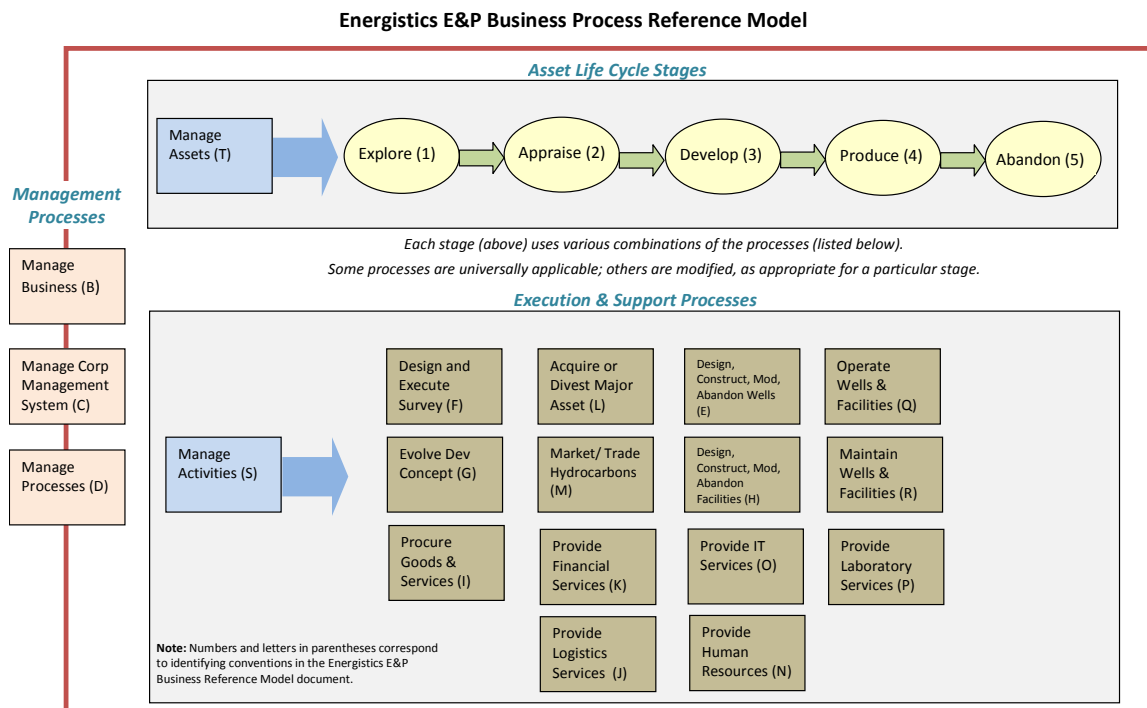 Energistics E&P Business Process Reference Model
Asset Life Cycle Stages
Manage
Assets (T)
Explore (1)
Appraise (2)
Develop (3)
Produce (4)
Abandon (5)
Management
Processes
Each stage (above) uses various combinations of the processes (listed below).
Some processes are universally applicable; others are modified, as appropriate for a particular stage.
Manage
Business (B)
Manage Corp
Management
System (C)
Manage
Processes (D)
Execution & Support Processes
Manage
Activities (S)
Design and
Execute
Survey (F)
Acquire or
Divest Major
Asset (L)
Design,
Construct, Mod,
Abandon Wells
(E)
Operate
Wells &
Facilities (Q)
Evolve Dev
Concept (G)
Market/ Trade
Hydrocarbons
(M)
Design,
Construct, Mod,
Abandon
Facilities (H)
Maintain
Wells &
Facilities (R)
Procure
Goods &
Services (I)
Provide
Financial
Services (K)
Provide IT
Services (O)
Provide
Laboratory
Services (P)
Provide
Logistics
Services (J)
Provide
Human
Resources (N)
Note: Numbers and letters in parentheses correspond
to identifying conventions in the Energistics E&P
Business Reference Model document.